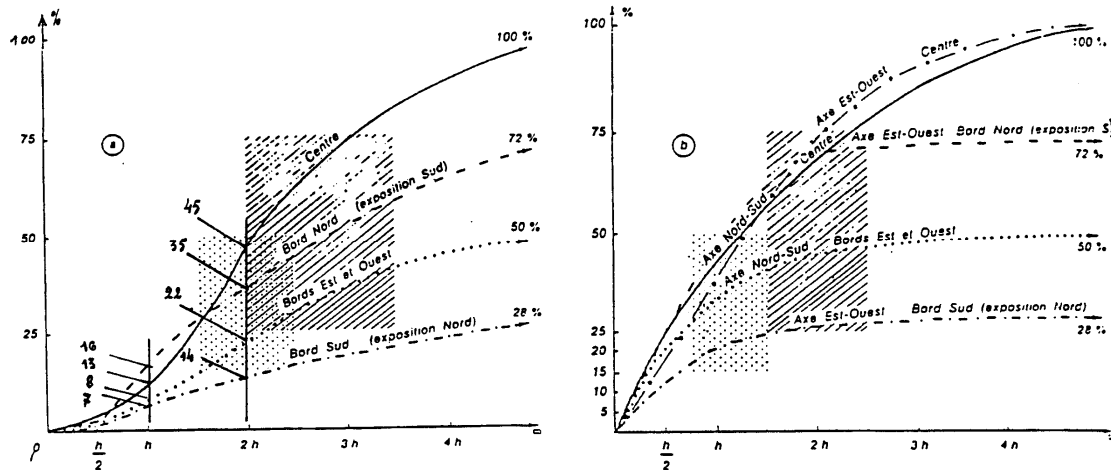 %
100
100 %
75
ⓐ
Centre
72 %
Bord Nord (exposition Sud)
45
50
35
50 %
22
Bords Est et Ouest
28 %
25
14
Bord Sud (exposition Nord)
16
13
8
7
h/2
h
2 h
3 h
4 h
%
100
100 %
Axe Est-Ouest Centre
75
ⓑ
Axe Est-Ouest Bord Nord (exposition S
72 %
Axe Nord-Sud Centre
50
Axe Nord-Sud Bords Est et Ouest
50 %
Axe Est-Ouest Bord Sud (exposition Nord)
28 %
25
20
15
10
5
h/2
h
2 h
3 h
4 h